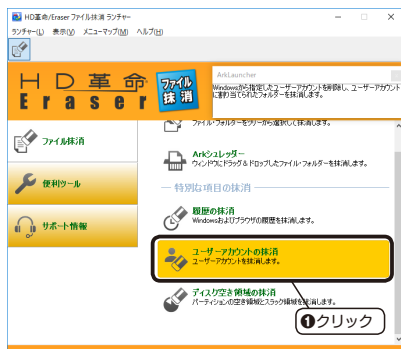 HD革命/Eraser ファイル抹消 ランチャー
ランチャー(L) 表示(V) メニューマップ(M) ヘルプ(H)
HD革命
Eraser
ファイル
抹消
ArkLauncher
Windowsから指定したユーザーアカウントを削除し、ユーザーアカウント
に割り当てられたフォルダーを抹消します。
ファイル抹消
便利ツール
サポート情報
ファイル・フォルダーをツリーから選択して抹消します。
Arkシュレッダー
ウィンドウにドラッグ&ドロップしたファイル・フォルダーを抹消します。
特別な項目の抹消
履歴の抹消
Windowsおよびブラウザの履歴を抹消します。
ユーザーアカウントの抹消
ユーザーアカウントを抹消します。
ディスク空き領域の抹消
パーティションの空き領域とスラック領域を抹消します。
❶クリック